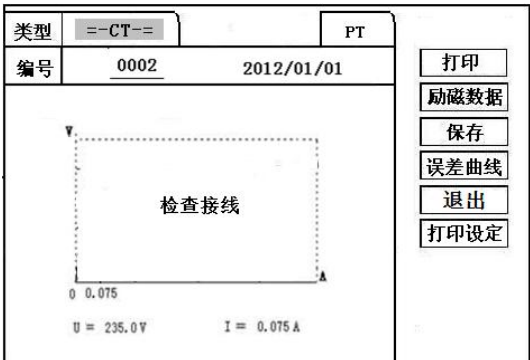 类型 =-CT-= PT
编号 0002 2012/01/01
打印
励磁数据
保存
误差曲线
退出
打印设定
V
检查接线
A
0 0.075
U = 235.0V I = 0.075A